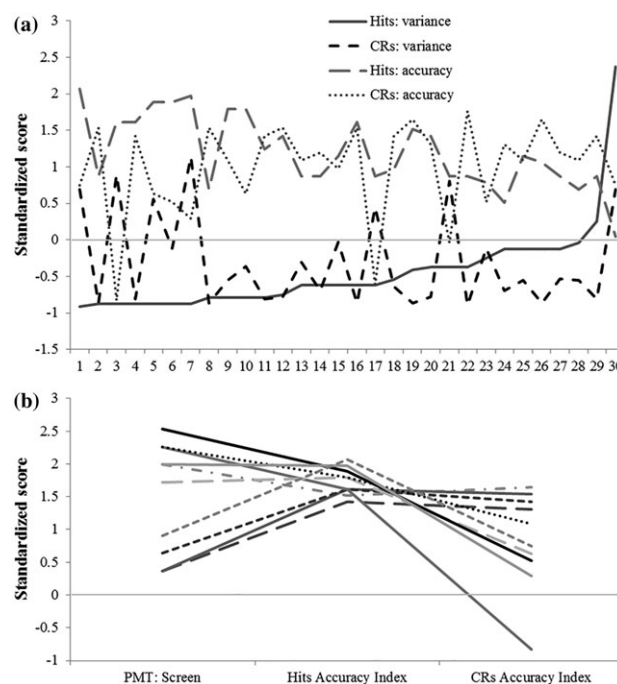 (a)
3
2.5
2
1.5
1
0.5
0
-0.5
-1
-1.5
Standardized score
Hits: variance
CRs: variance
Hits: accuracy
CRs: accuracy
1 2 3 4 5 6 7 8 9 10 11 12 13 14 15 16 17 18 19 20 21 22 23 24 25 26 27 28 29 30
(b)
3
2.5
2
1.5
1
0.5
0
-0.5
-1
Standardized score
PMT: Screen Hits Accuracy Index CRs Accuracy Index